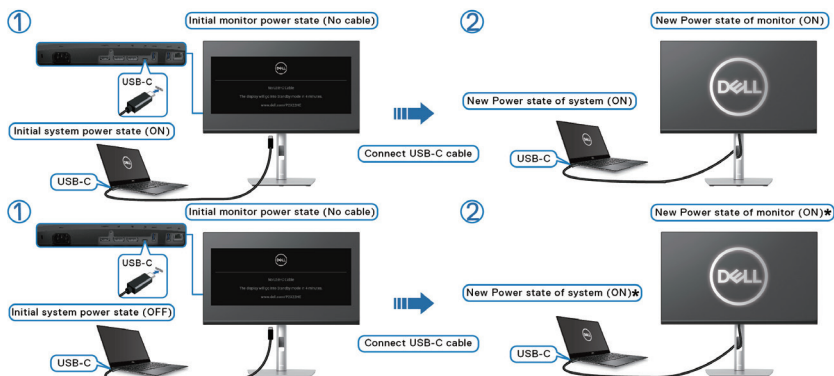 1
Initial monitor power state (No cable)
2
New Power state of monitor (ON)
DELL
USB-C
DELL
New Power state of system (ON)
Initial system power state (ON)
Connect USB-C cable
USB-C
USB-C
1
Initial monitor power state (No cable)
2
New Power state of monitor (ON)*
DELL
USB-C
DELL
New Power state of system (ON)*
Initial system power state (OFF)
Connect USB-C cable
USB-C
USB-C